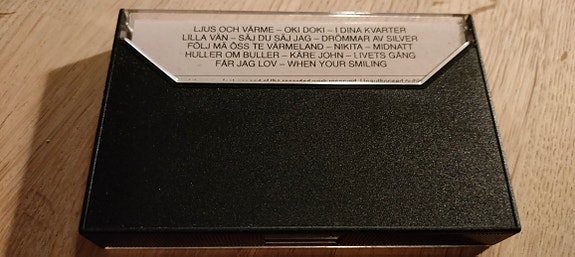 LJUS OCH VÄRME – OKI DOKI – I DINA KVARTER
LILLA VÄN – SÄJ DU SÄJ JAG – DRÖMMAR AV SILVER
FÖLJ MÄ ÖSS TE VÄRMELAND – NIKITA – MIDNATT
HULLER OM BULLER – KÄRE JOHN – LIVETS GÅNG
FÅR JAG LOV – WHEN YOUR SMILING